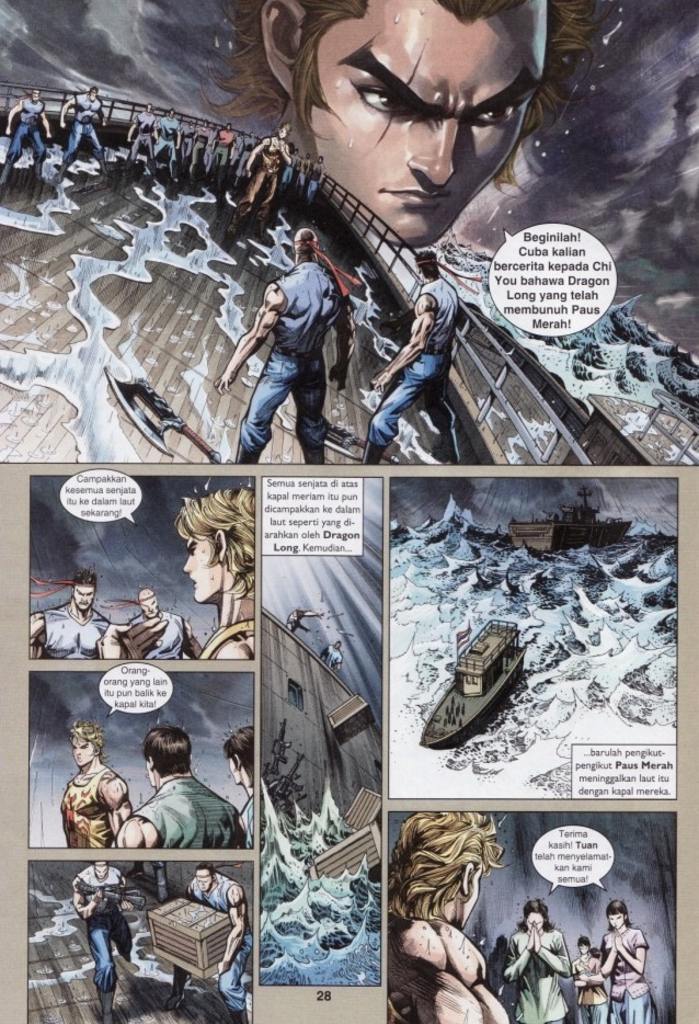 Beginilah!
Cuba kalian
bercerita kepada Chi
You bahawa Dragon
Long yang telah
membunuh Paus
Merah!
Campakkan
kesemua senjata
itu ke dalam laut
sekarang!
Orang-
orang yang lain
itu pun balik ke
kapal kita!
Semua senjata di atas
kapal meriam itu pun
dicampakkan ke dalam
laut seperti yang di-
arahkan oleh Dragon
Long. Kemudian...
...barulah pengikut-
pengikut Paus Merah
meninggalkan laut itu
dengan kapal mereka.
Terima
kasih! Tuan
telah menyelamat-
kan kami
semua!
28